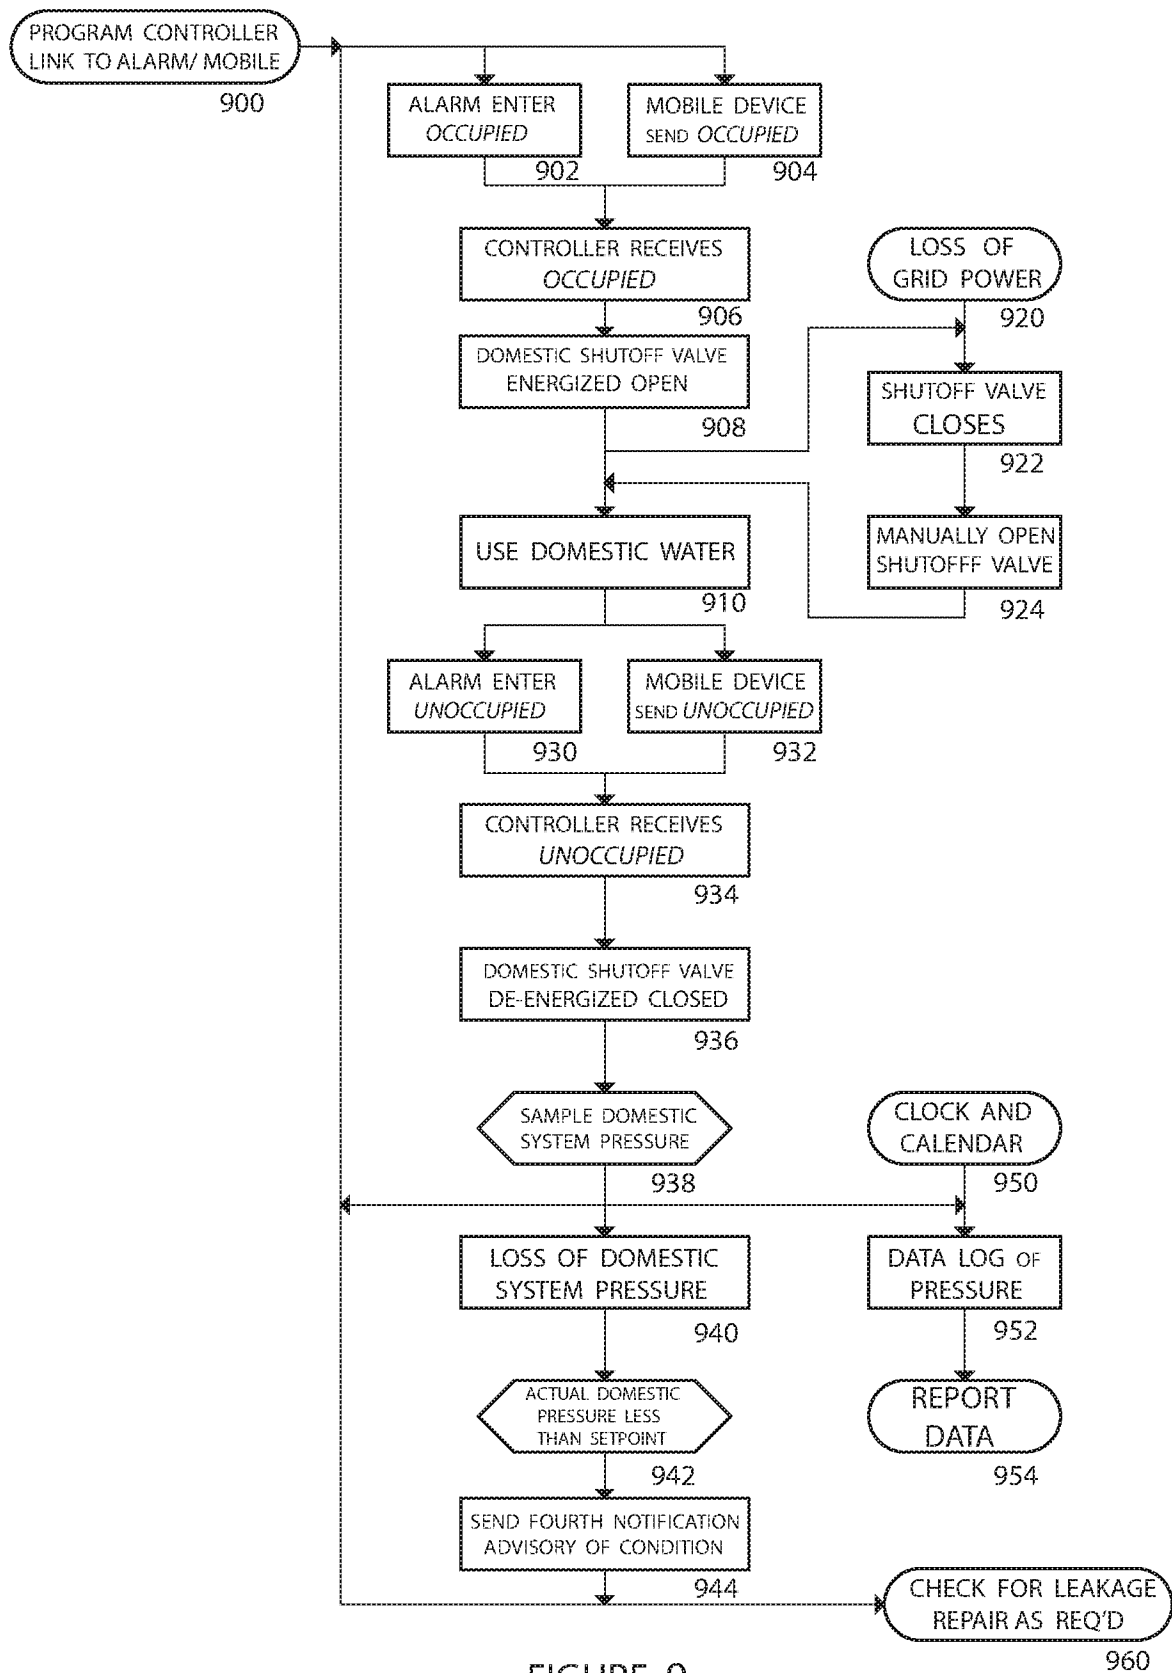 PROGRAM CONTROLLER
LINK TO ALARM/ MOBILE
900
ALARM ENTER
OCCUPIED
902
MOBILE DEVICE
SEND OCCUPIED
904
CONTROLLER RECEIVES
OCCUPIED
906
LOSS OF
GRID POWER
920
DOMESTIC SHUTOFF VALVE
ENERGIZED OPEN
908
SHUTOFF VALVE
CLOSES
922
USE DOMESTIC WATER
910
MANUALLY OPEN
SHUTOFFF VALVE
924
ALARM ENTER
UNOCCUPIED
930
MOBILE DEVICE
SEND UNOCCUPIED
932
CONTROLLER RECEIVES
UNOCCUPIED
934
DOMESTIC SHUTOFF VALVE
DE-ENERGIZED CLOSED
936
SAMPLE DOMESTIC
SYSTEM PRESSURE
938
CLOCK AND
CALENDAR
950
LOSS OF DOMESTIC
SYSTEM PRESSURE
940
DATA LOG OF
PRESSURE
952
ACTUAL DOMESTIC
PRESSURE LESS
THAN SETPOINT
942
REPORT
DATA
954
SEND FOURTH NOTIFICATION
ADVISORY OF CONDITION
944
CHECK FOR LEAKAGE
REPAIR AS REQ'D
960
FIGURE 9